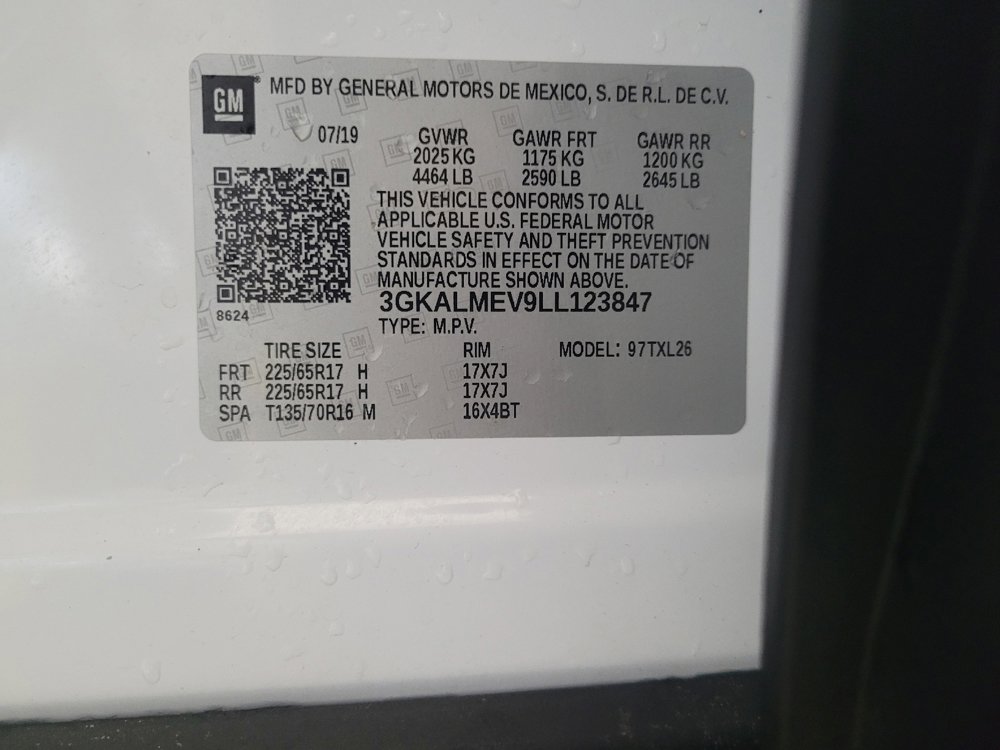 GM MFD BY GENERAL MOTORS DE MEXICO, S. DE R.L. DE C.V.
07/19 GVWR GAWR FRT GAWR RR
2025 KG 1175 KG 1200 KG
4464 LB 2590 LB 2645 LB
THIS VEHICLE CONFORMS TO ALL
APPLICABLE U.S. FEDERAL MOTOR
VEHICLE SAFETY AND THEFT PREVENTION
STANDARDS IN EFFECT ON THE DATE OF
MANUFACTURE SHOWN ABOVE.
3GKALMEV9LL123847
8624
TYPE: M.P.V.
TIRE SIZE RIM MODEL: 97TXL26
FRT 225/65R17 H 17X7J
RR 225/65R17 H 17X7J
SPA T135/70R16 M 16X4BT